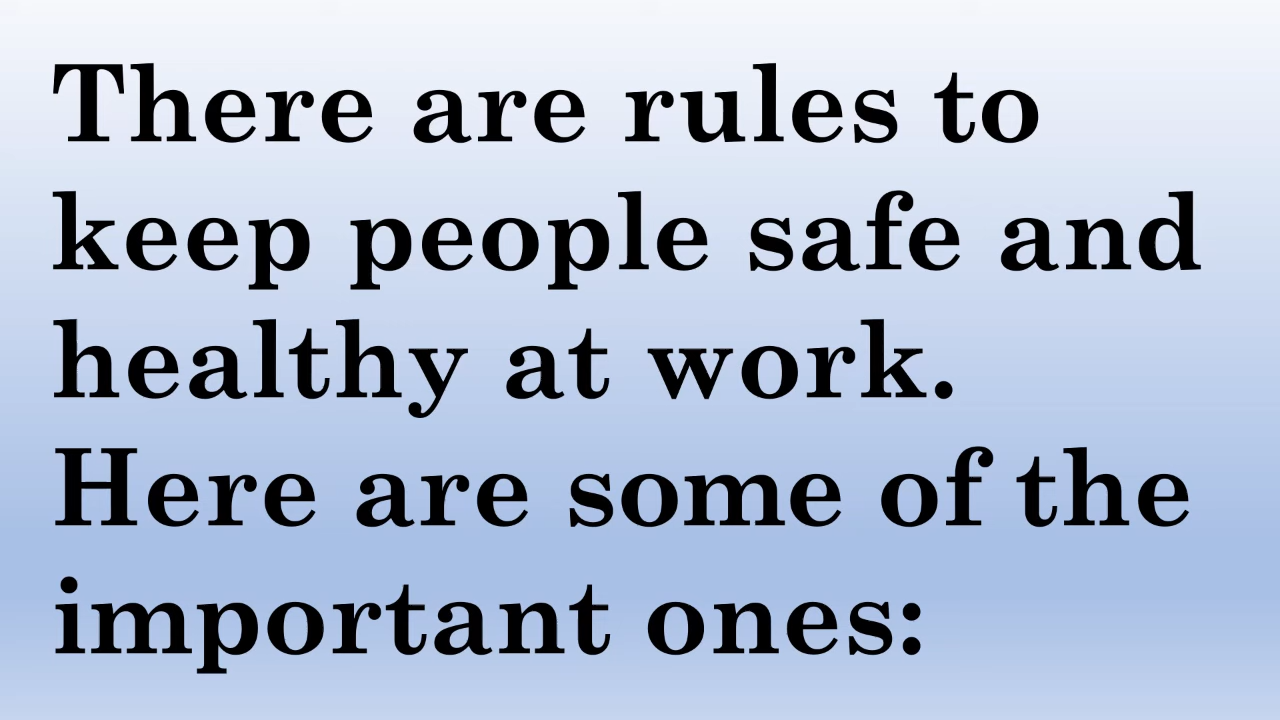 There are rules to
keep people safe and
healthy at work.
Here are some of the
important ones: